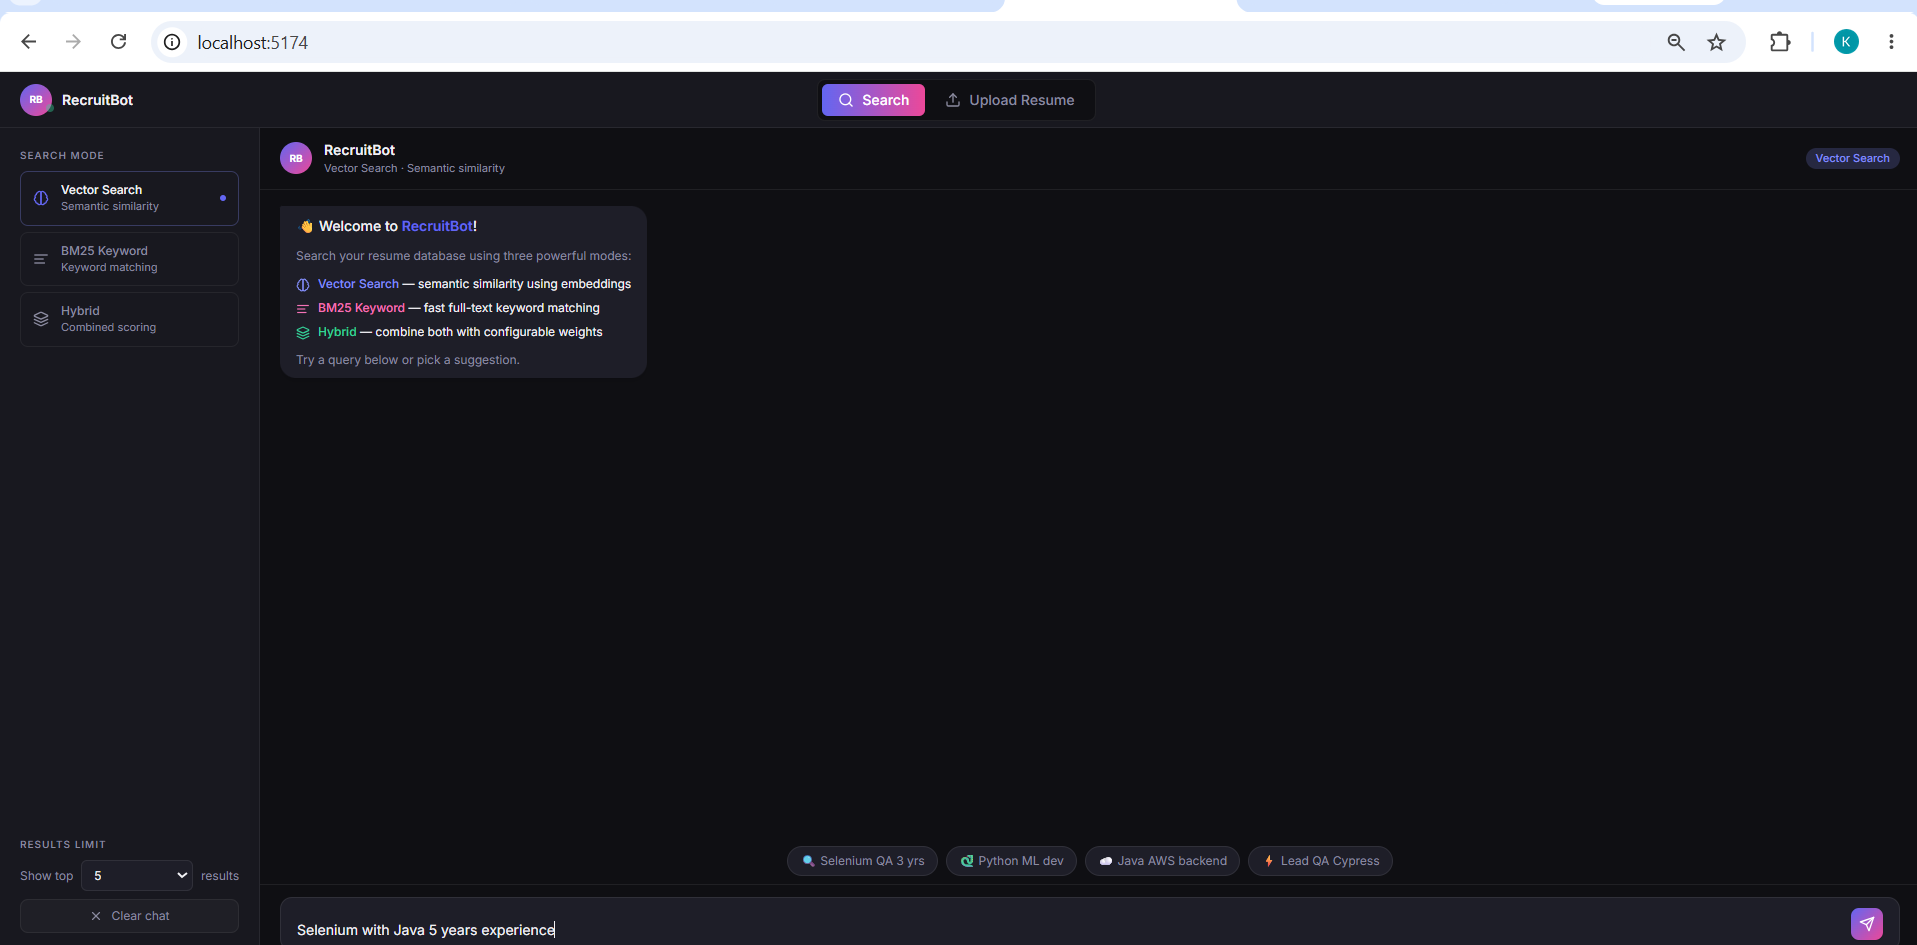 localhost:5174
K
RB RecruitBot
Search
Upload Resume
SEARCH MODE
Vector Search
Semantic similarity
BM25 Keyword
Keyword matching
Hybrid
Combined scoring
RESULTS LIMIT
Show top 5 results
Clear chat
RB
RecruitBot
Vector Search · Semantic similarity
Vector Search
👋 Welcome to RecruitBot!
Search your resume database using three powerful modes:
Vector Search — semantic similarity using embeddings
BM25 Keyword — fast full-text keyword matching
Hybrid — combine both with configurable weights
Try a query below or pick a suggestion.
Selenium QA 3 yrs
Python ML dev
Java AWS backend
Lead QA Cypress
Selenium with Java 5 years experience